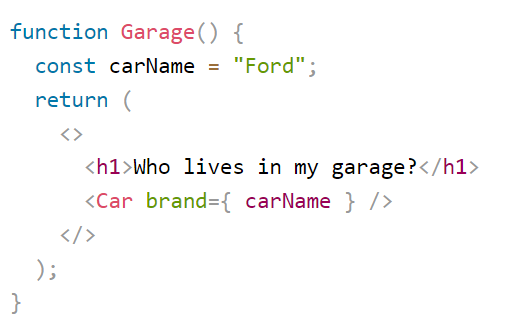 function Garage() {
  const carName = "Ford";
  return (
    <>
      <h1>Who lives in my garage?</h1>
      <Car brand={ carName } />
    </>
  );
}